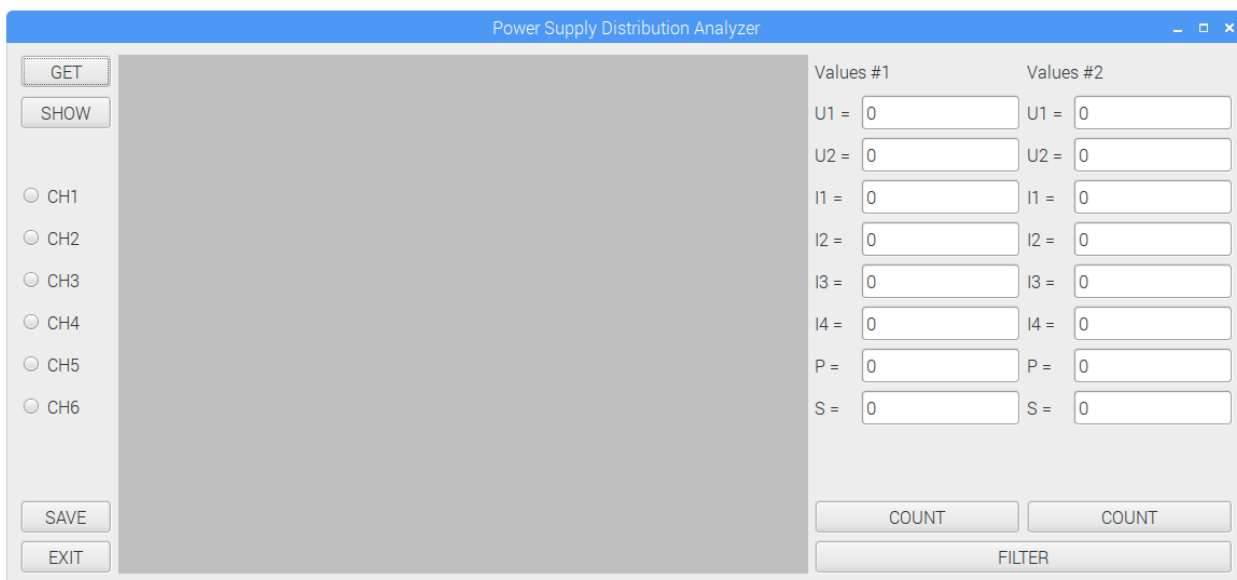 Power Supply Distribution Analyzer
GET
SHOW
CH1
CH2
CH3
CH4
CH5
CH6
SAVE
EXIT
Values #1 Values #2
U1 = 0 U1 = 0
U2 = 0 U2 = 0
I1 = 0 I1 = 0
I2 = 0 I2 = 0
I3 = 0 I3 = 0
I4 = 0 I4 = 0
P = 0 P = 0
S = 0 S = 0
COUNT COUNT
FILTER